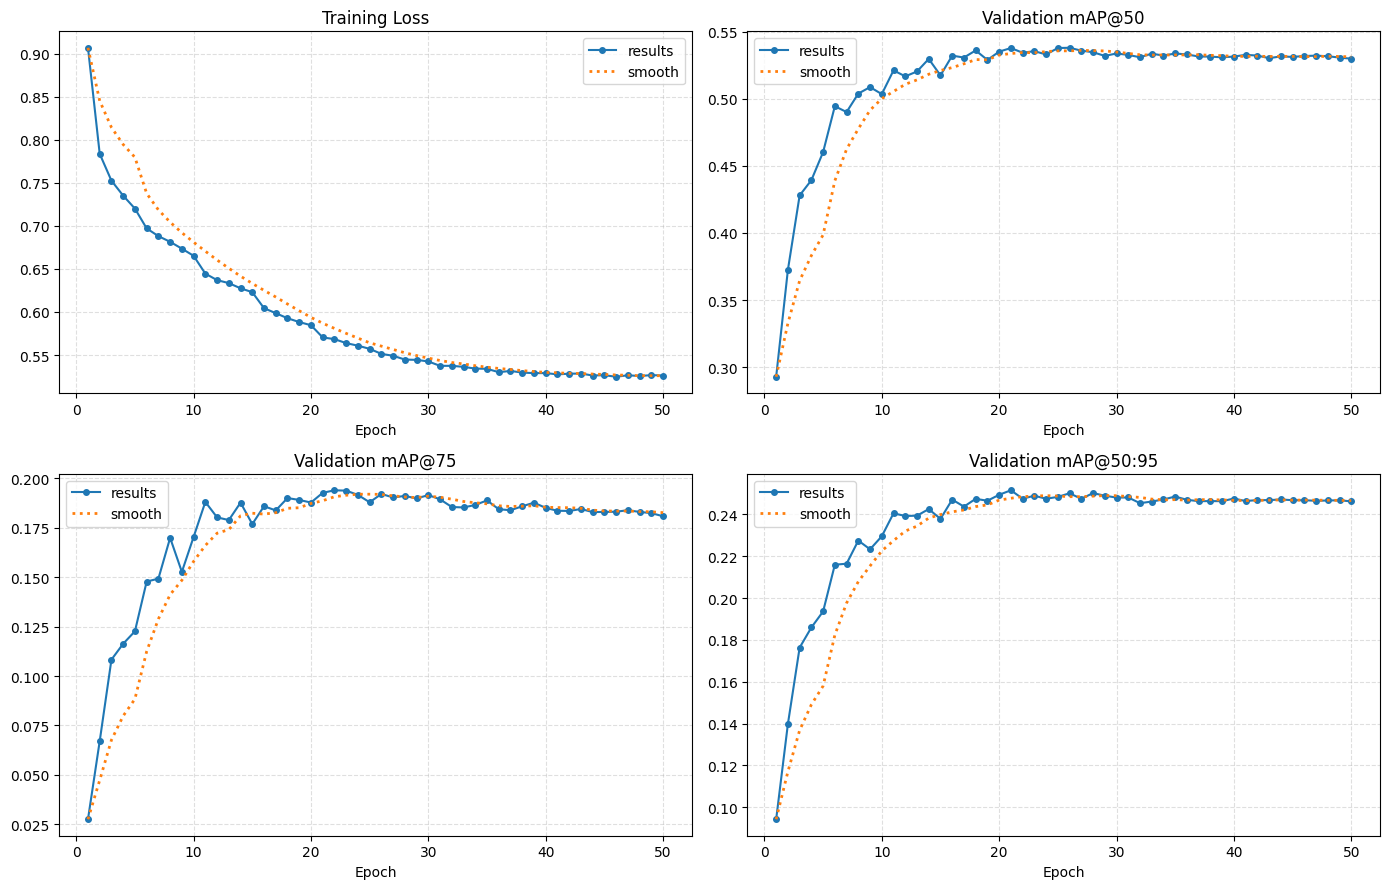 Training Loss
0.90
0.85
0.80
0.75
0.70
0.65
0.60
0.55
results
smooth
0 10 20 30 40 50
Epoch
Validation mAP@50
0.55
0.50
0.45
0.40
0.35
0.30
results
smooth
0 10 20 30 40 50
Epoch
Validation mAP@75
0.200
0.175
0.150
0.125
0.100
0.075
0.050
0.025
results
smooth
0 10 20 30 40 50
Epoch
Validation mAP@50:95
0.24
0.22
0.20
0.18
0.16
0.14
0.12
0.10
results
smooth
0 10 20 30 40 50
Epoch